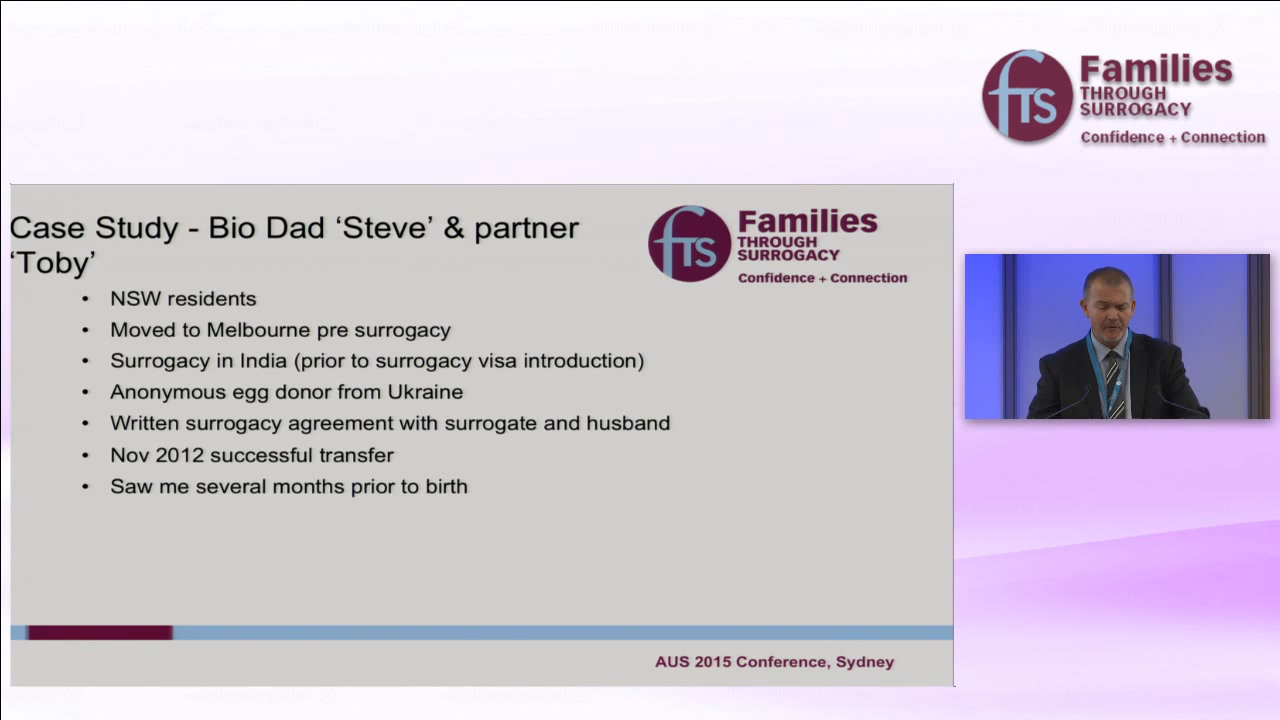 fTS
Families
THROUGH
SURROGACY
Confidence + Connection
Case Study - Bio Dad ‘Steve’ & partner
‘Toby’
fTS
Families
THROUGH
SURROGACY
Confidence + Connection
• NSW residents
• Moved to Melbourne pre surrogacy
• Surrogacy in India (prior to surrogacy visa introduction)
• Anonymous egg donor from Ukraine
• Written surrogacy agreement with surrogate and husband
• Nov 2012 successful transfer
• Saw me several months prior to birth
AUS 2015 Conference, Sydney